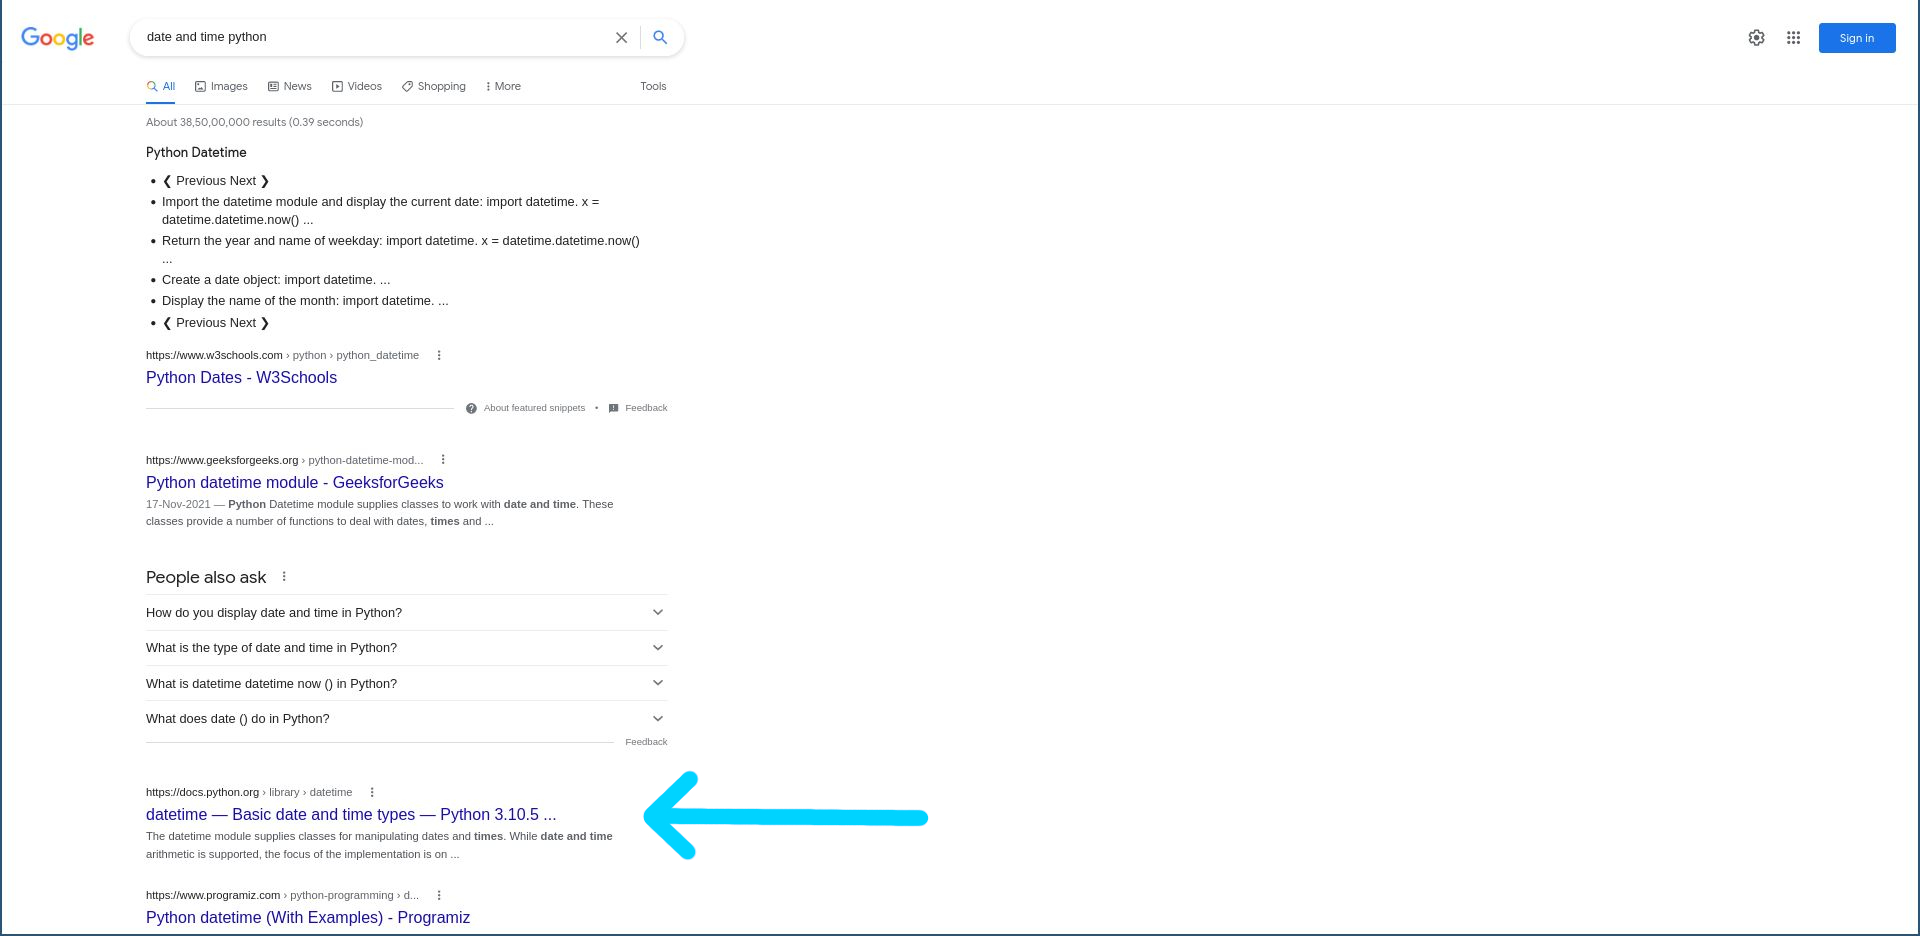 Google
date and time python
Sign in
All Images News Videos Shopping More Tools
About 38,50,00,000 results (0.39 seconds)
Python Datetime
• ❮ Previous Next ❯
• Import the datetime module and display the current date: import datetime. x =
datetime.datetime.now() ...
• Return the year and name of weekday: import datetime. x = datetime.datetime.now()
...
• Create a date object: import datetime. ...
• Display the name of the month: import datetime. ...
• ❮ Previous Next ❯
https://www.w3schools.com › python › python_datetime
Python Dates - W3Schools
About featured snippets • Feedback
https://www.geeksforgeeks.org › python-datetime-mod...
Python datetime module - GeeksforGeeks
17-Nov-2021 — Python Datetime module supplies classes to work with date and time. These
classes provide a number of functions to deal with dates, times and ...
People also ask
How do you display date and time in Python?
What is the type of date and time in Python?
What is datetime datetime now () in Python?
What does date () do in Python?
Feedback
https://docs.python.org › library › datetime
datetime — Basic date and time types — Python 3.10.5 ...
The datetime module supplies classes for manipulating dates and times. While date and time
arithmetic is supported, the focus of the implementation is on ...
https://www.programiz.com › python-programming › d...
Python datetime (With Examples) - Programiz